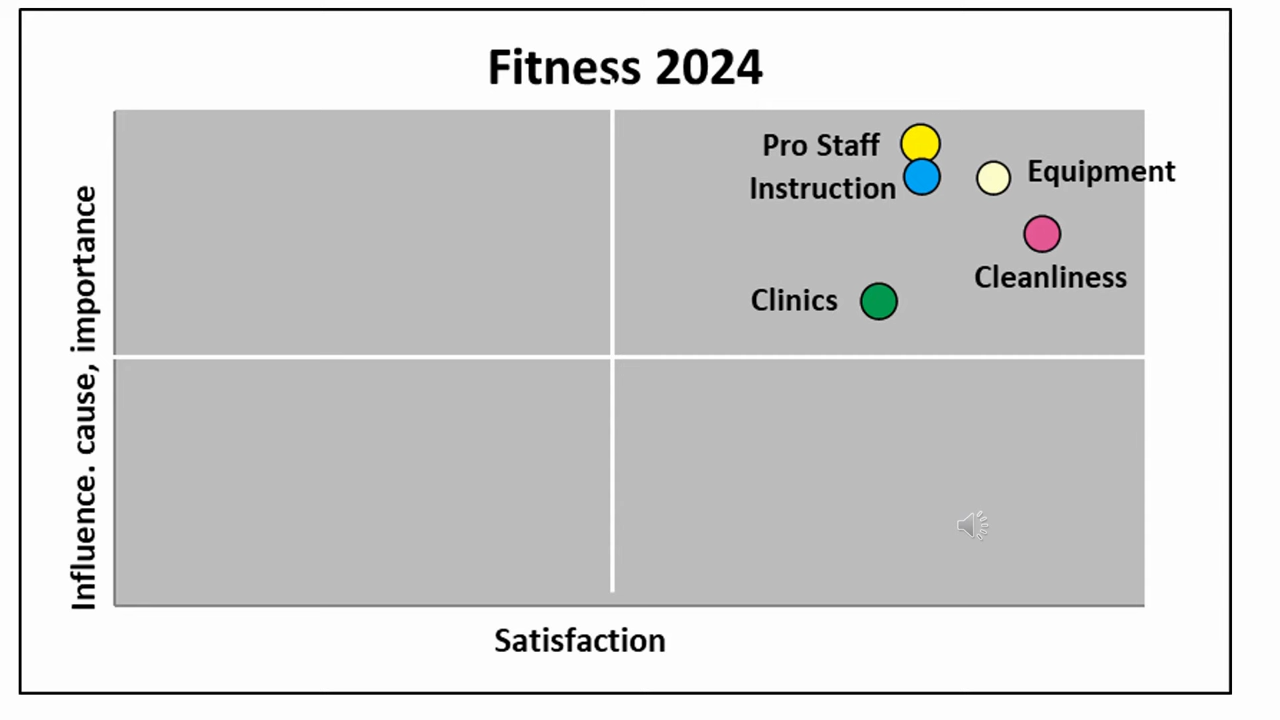 Fitness 2024
Pro Staff
Equipment
Instruction
Cleanliness
Clinics
Influence. cause, importance
Satisfaction